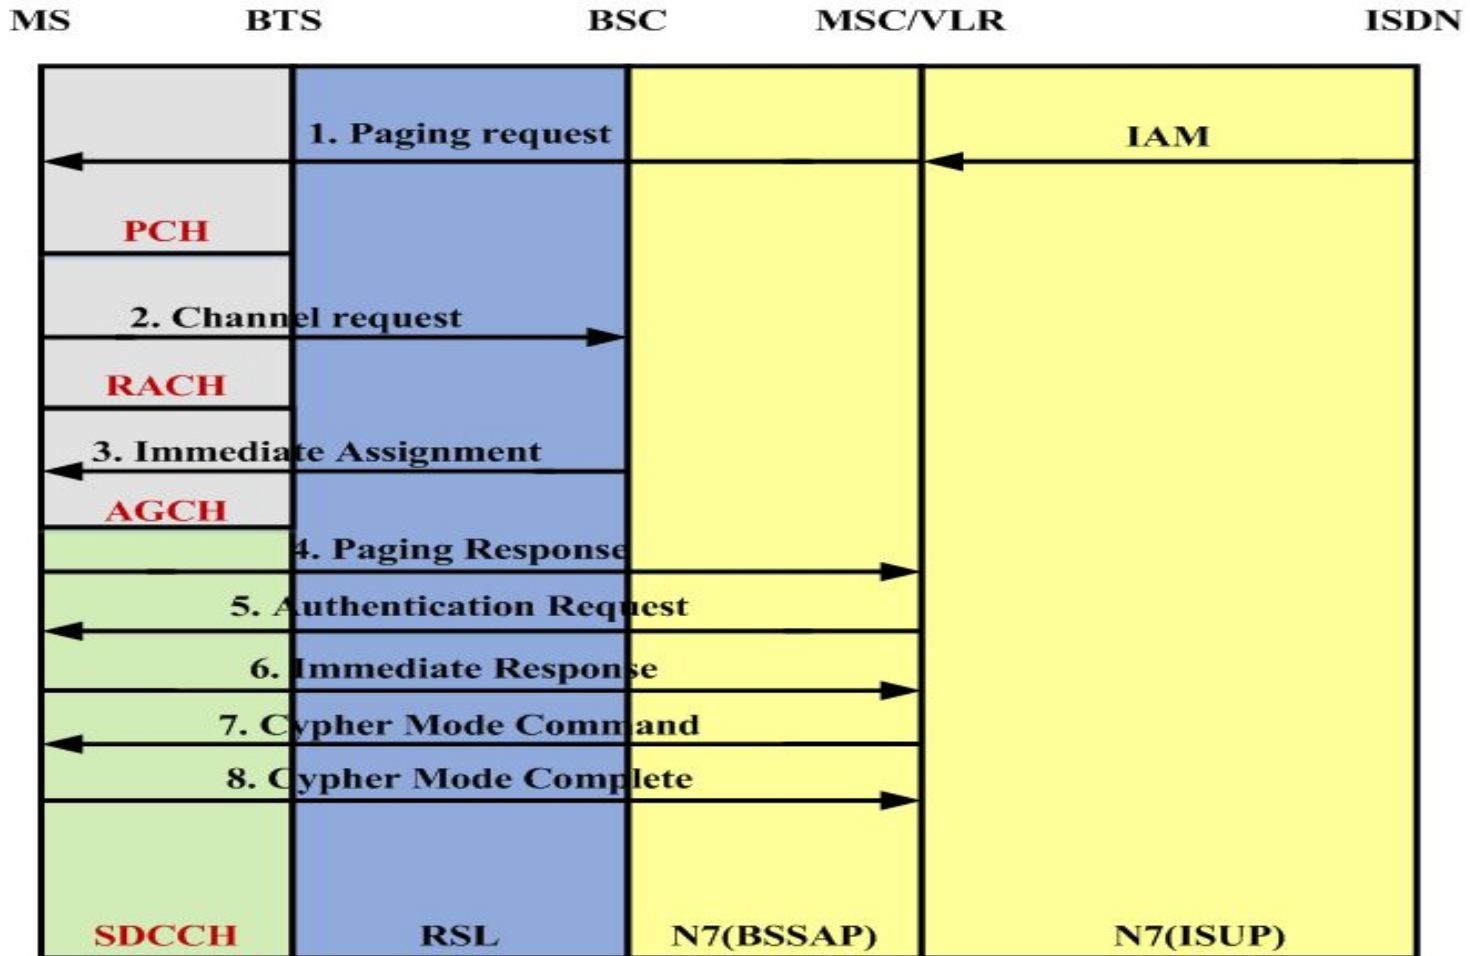 MS BTS BSC MSC/VLR ISDN
1. Paging request IAM
PCH
2. Channel request
RACH
3. Immediate Assignment
AGCH
4. Paging Response
5. Authentication Request
6. Immediate Response
7. Cypher Mode Command
8. Cypher Mode Complete
SDCCH RSL N7(BSSAP) N7(ISUP)